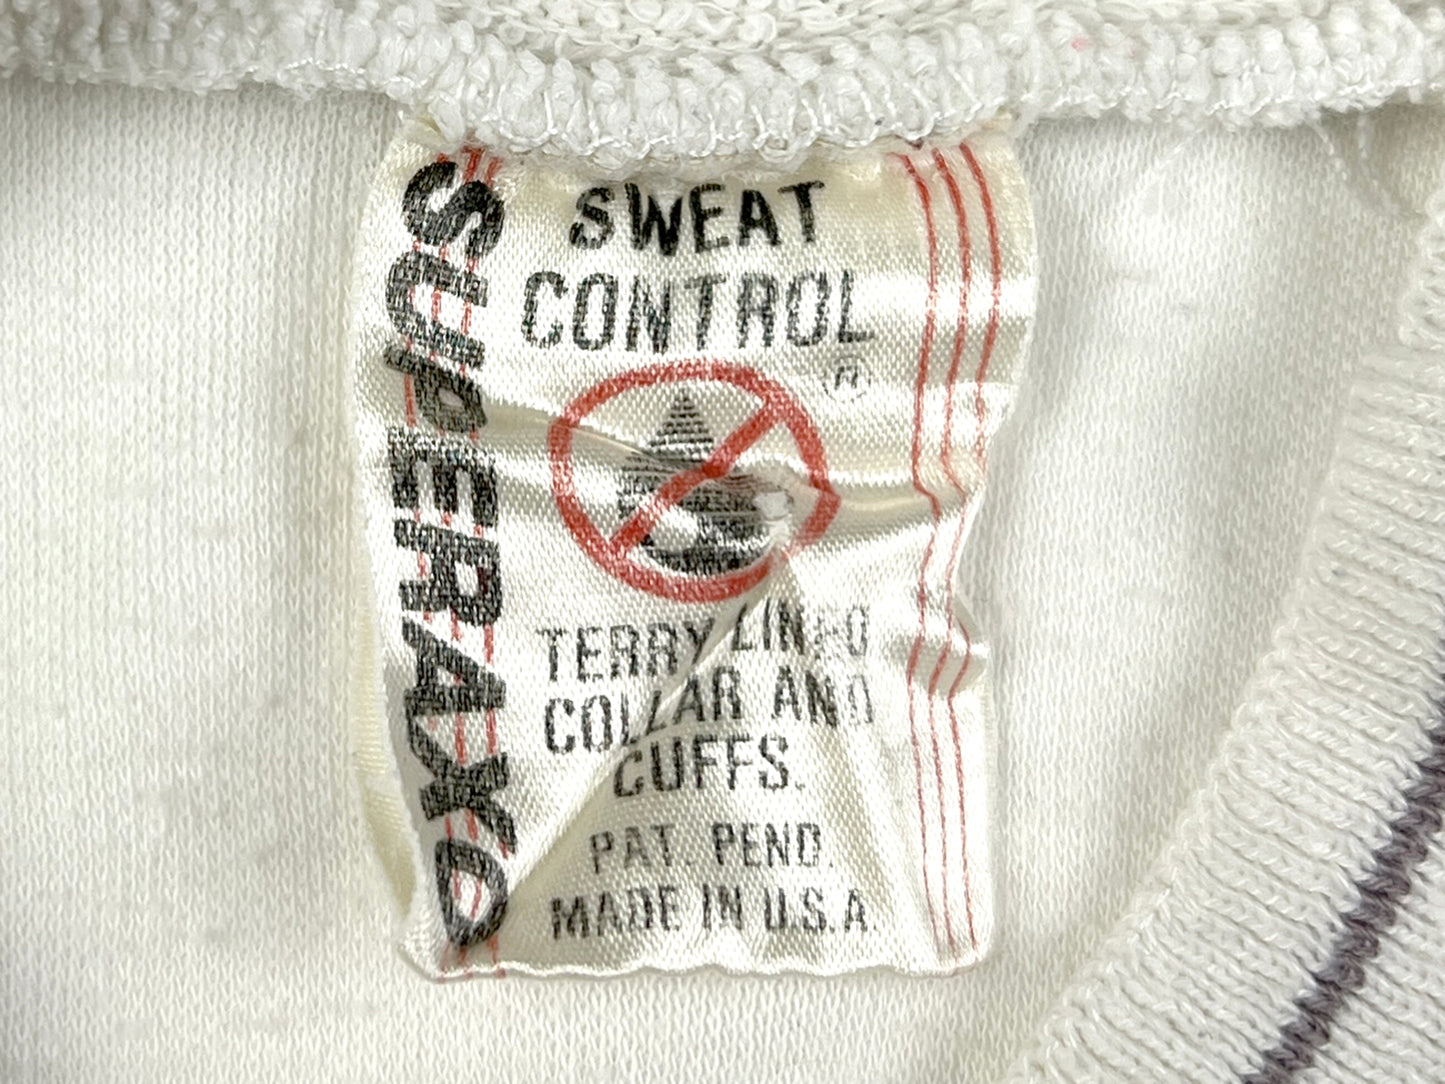 SUPERAXO
SWEAT
CONTROL
®
TERRY LINED
COLLAR AND
CUFFS.
PAT. PEND.
MADE IN U.S.A.